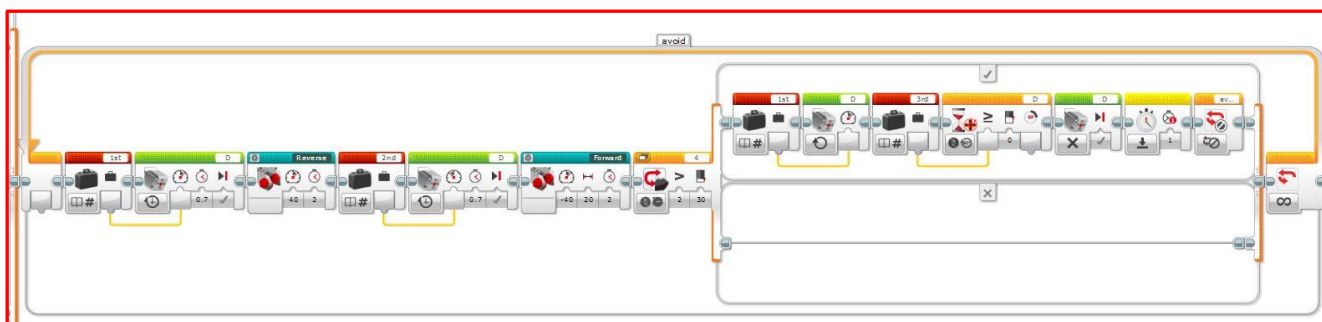 avoid
1st D 3rd D D av...
0 1
1st D Reverse 2nd D Forward 4
# 0.7 40 2 # 0.7 -40 20 2 2 30